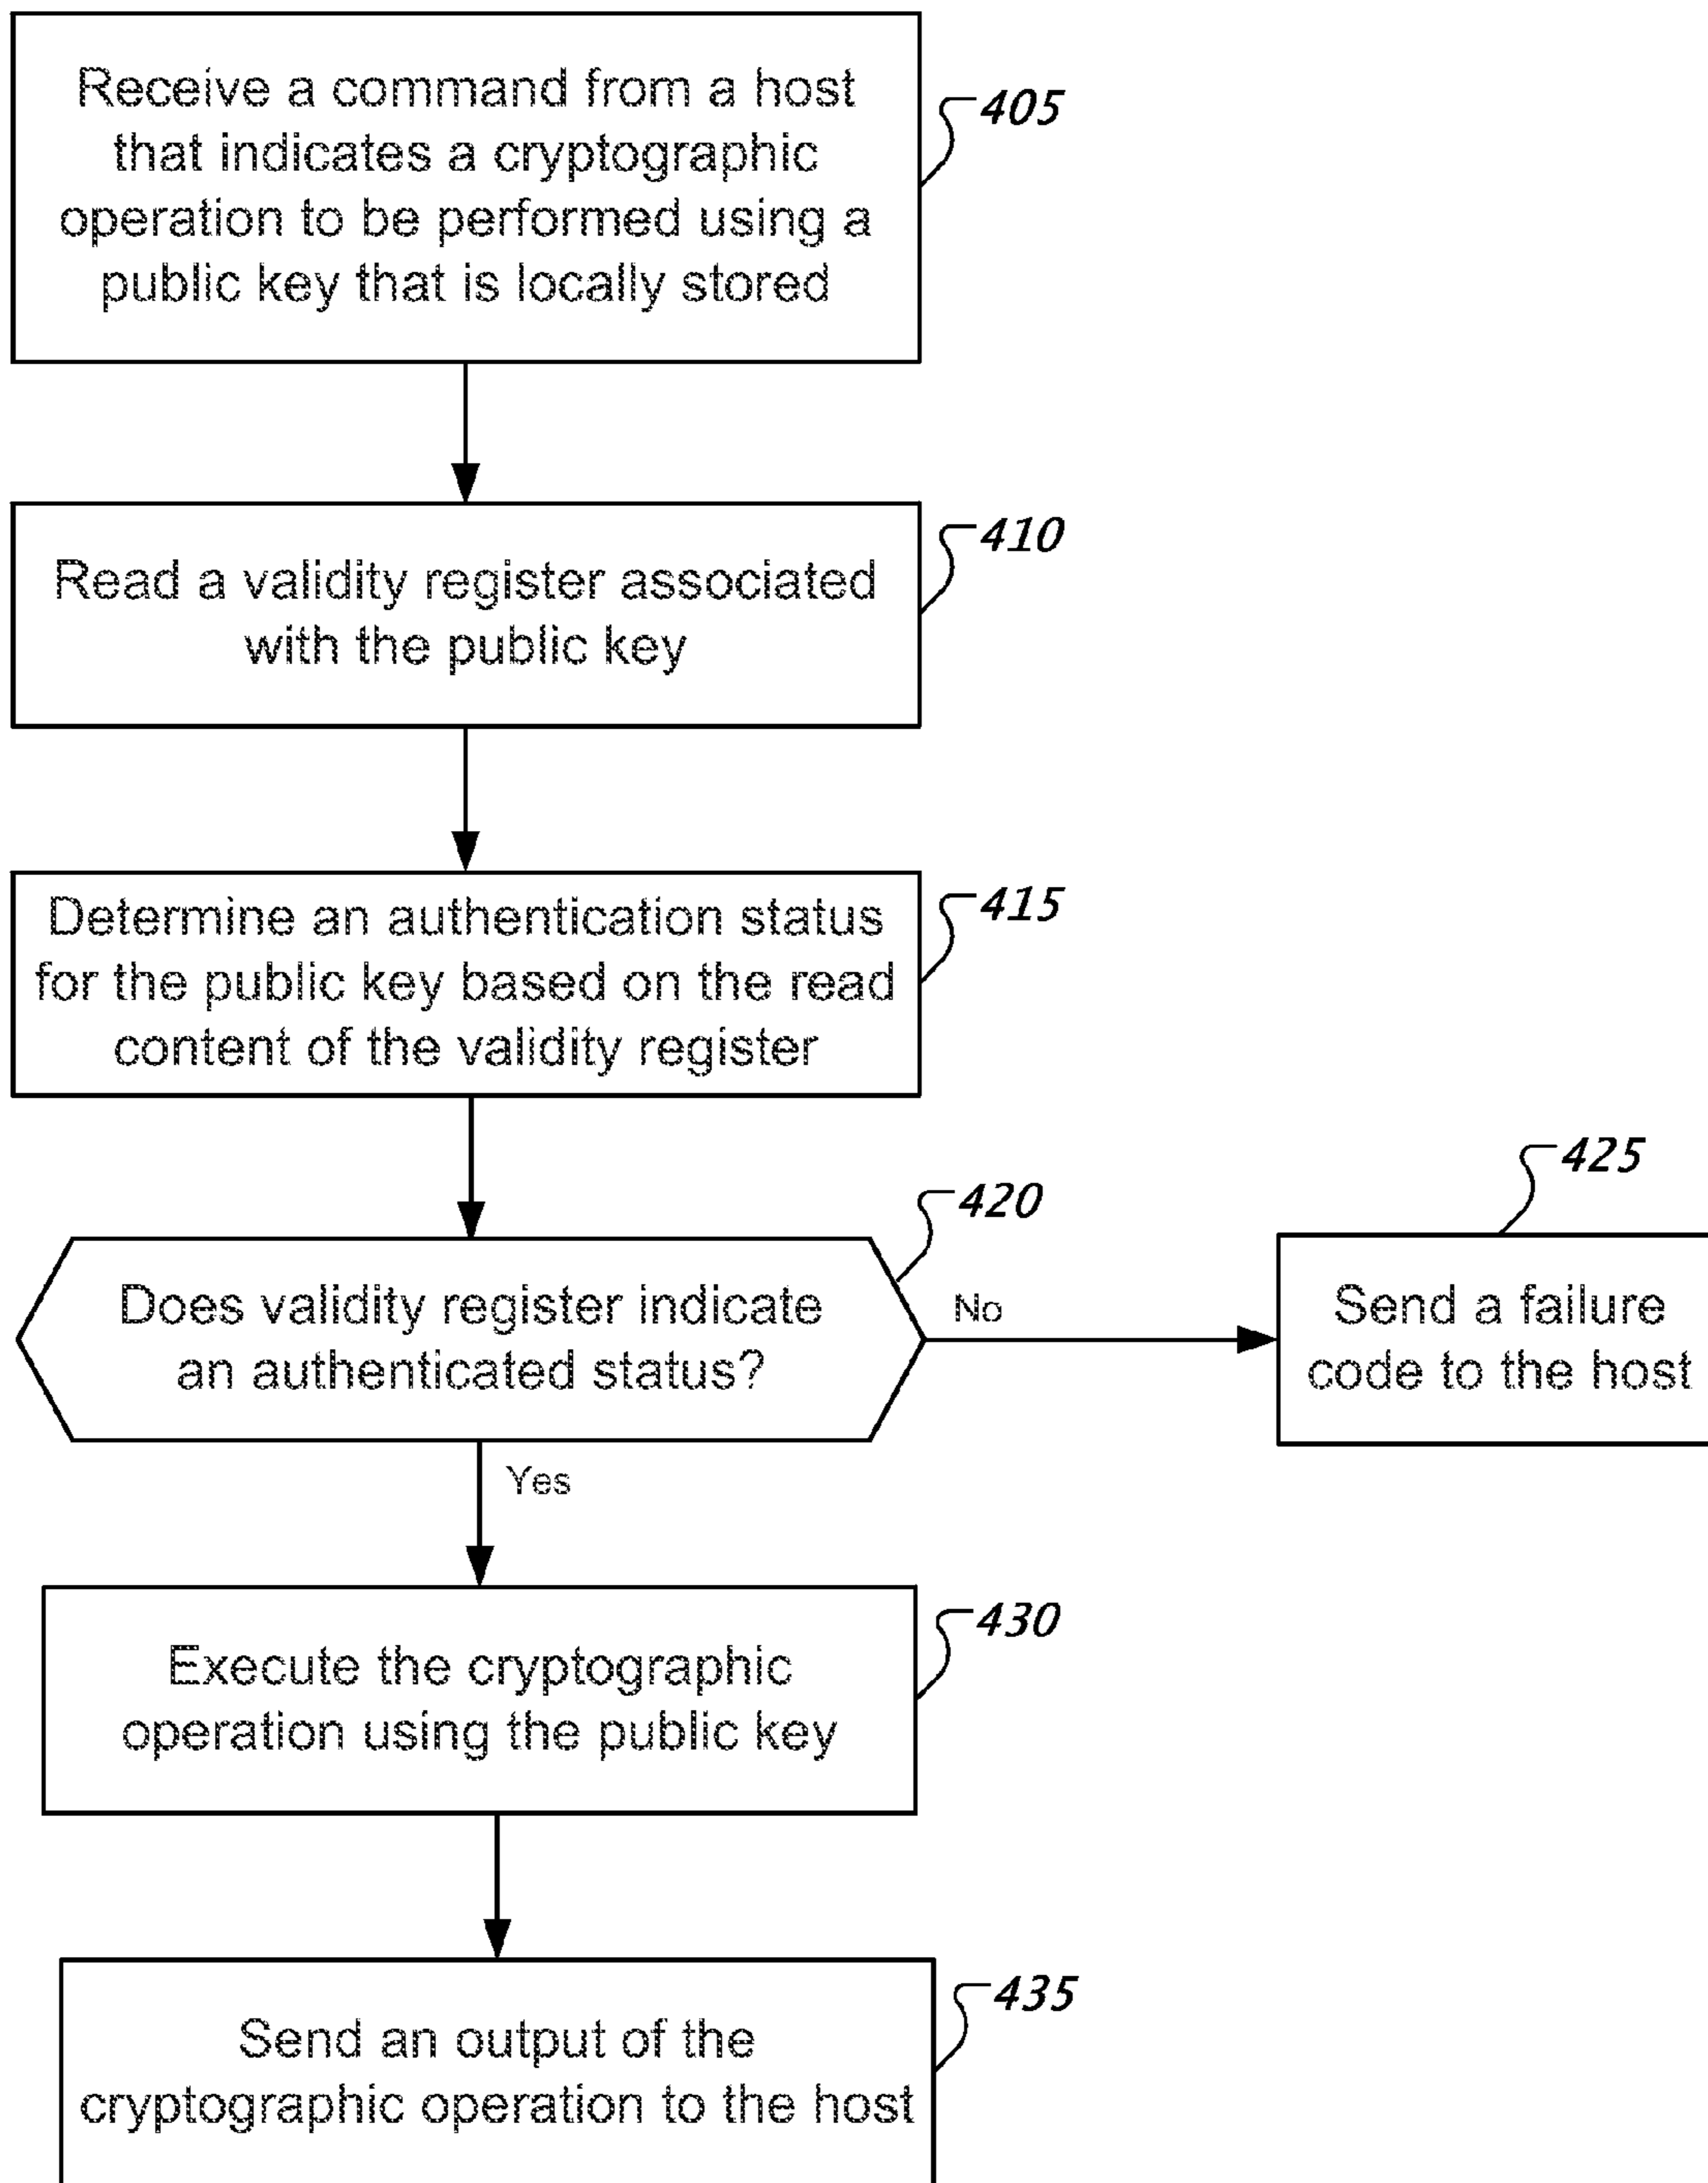 Receive a command from a host
that indicates a cryptographic
operation to be performed using a
public key that is locally stored
405
Read a validity register associated
with the public key
410
Determine an authentication status
for the public key based on the read
content of the validity register
415
Does validity register indicate
an authenticated status?
420
No
425
Send a failure
code to the host
Yes
Execute the cryptographic
operation using the public key
430
Send an output of the
cryptographic operation to the host
435